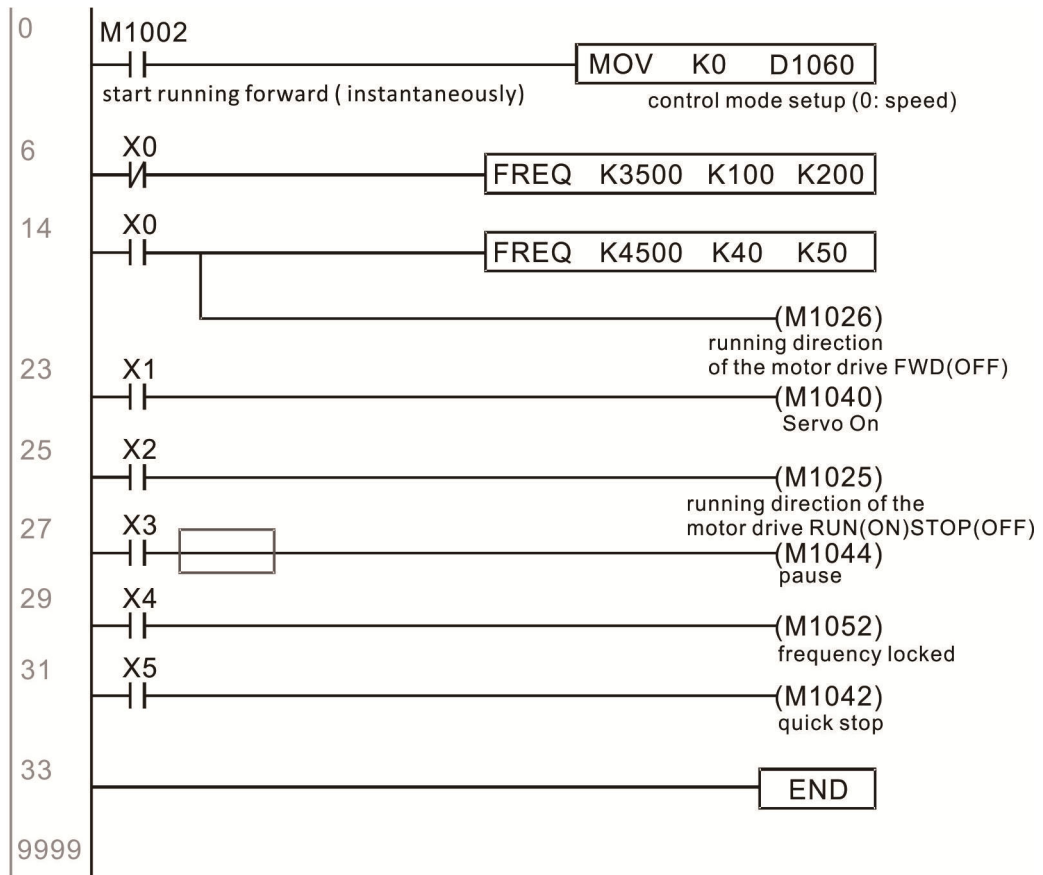 0
M1002
MOV K0 D1060
start running forward ( instantaneously)
control mode setup (0: speed)
6
X0
FREQ K3500 K100 K200
14
X0
FREQ K4500 K40 K50
(M1026)
running direction
of the motor drive FWD(OFF)
23
X1
(M1040)
Servo On
25
X2
(M1025)
running direction of the
motor drive RUN(ON)STOP(OFF)
27
X3
(M1044)
pause
29
X4
(M1052)
frequency locked
31
X5
(M1042)
quick stop
33
END
9999